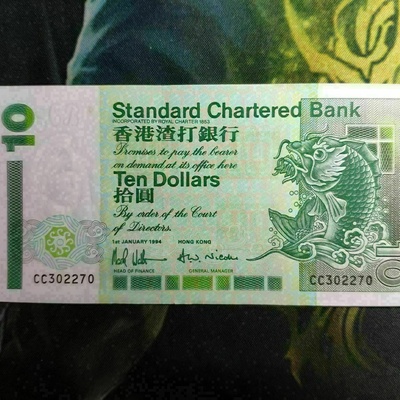 10
Standard Chartered Bank
INCORPORATED BY ROYAL CHARTER 1853
香港渣打銀行
Promises to pay the bearer
on demand at its office here
Ten Dollars
拾圓
By order of the Court
of Directors.
1ST JANUARY 1994 HONG KONG
HEAD OF FINANCE GENERAL MANAGER
CC302270 CC302270
10